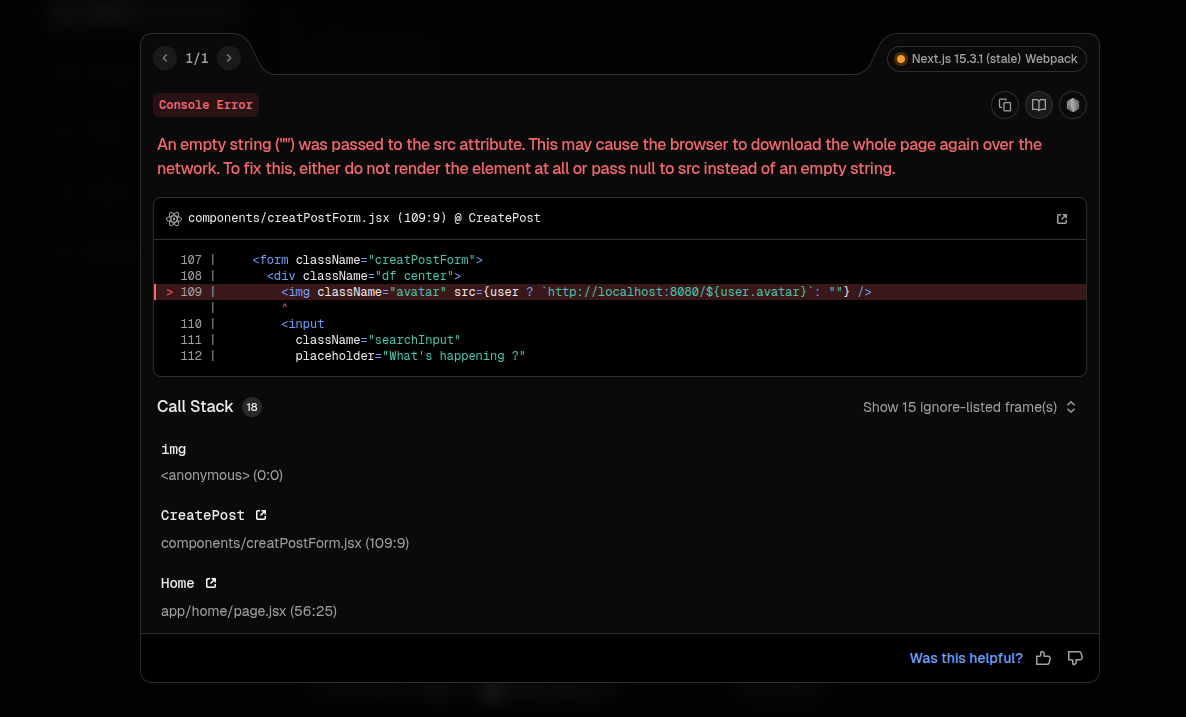 1/1
Next.js 15.3.1 (stale) Webpack
Console Error
An empty string ("") was passed to the src attribute. This may cause the browser to download the whole page again over the
network. To fix this, either do not render the element at all or pass null to src instead of an empty string.
components/creatPostForm.jsx (109:9) @ CreatePost
107 |     <form className="creatPostForm">
108 |       <div className="df center">
> 109 |         <img className="avatar" src={user ? `http://localhost:8080/${user.avatar}`: ""} />
|         ^
110 |         <input
111 |           className="searchInput"
112 |           placeholder="What's happening ?"
Call Stack 18
Show 15 ignore-listed frame(s)
img
<anonymous> (0:0)
CreatePost
components/creatPostForm.jsx (109:9)
Home
app/home/page.jsx (56:25)
Was this helpful?